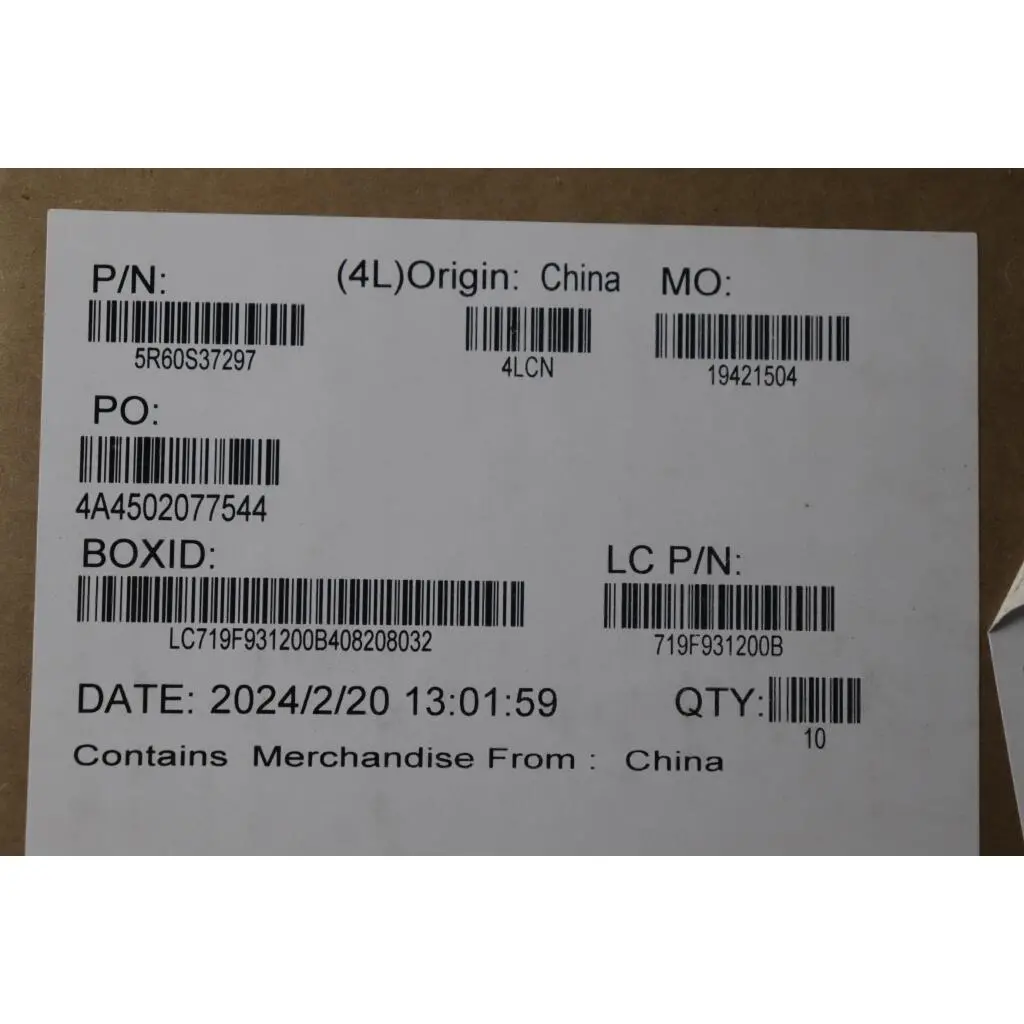 P/N: (4L)Origin: China MO:
5R60S37297 4LCN 19421504
PO:
4A4502077544
BOXID: LC P/N:
LC719F931200B408208032 719F931200B
DATE: 2024/2/20 13:01:59 QTY:
10
Contains Merchandise From : China